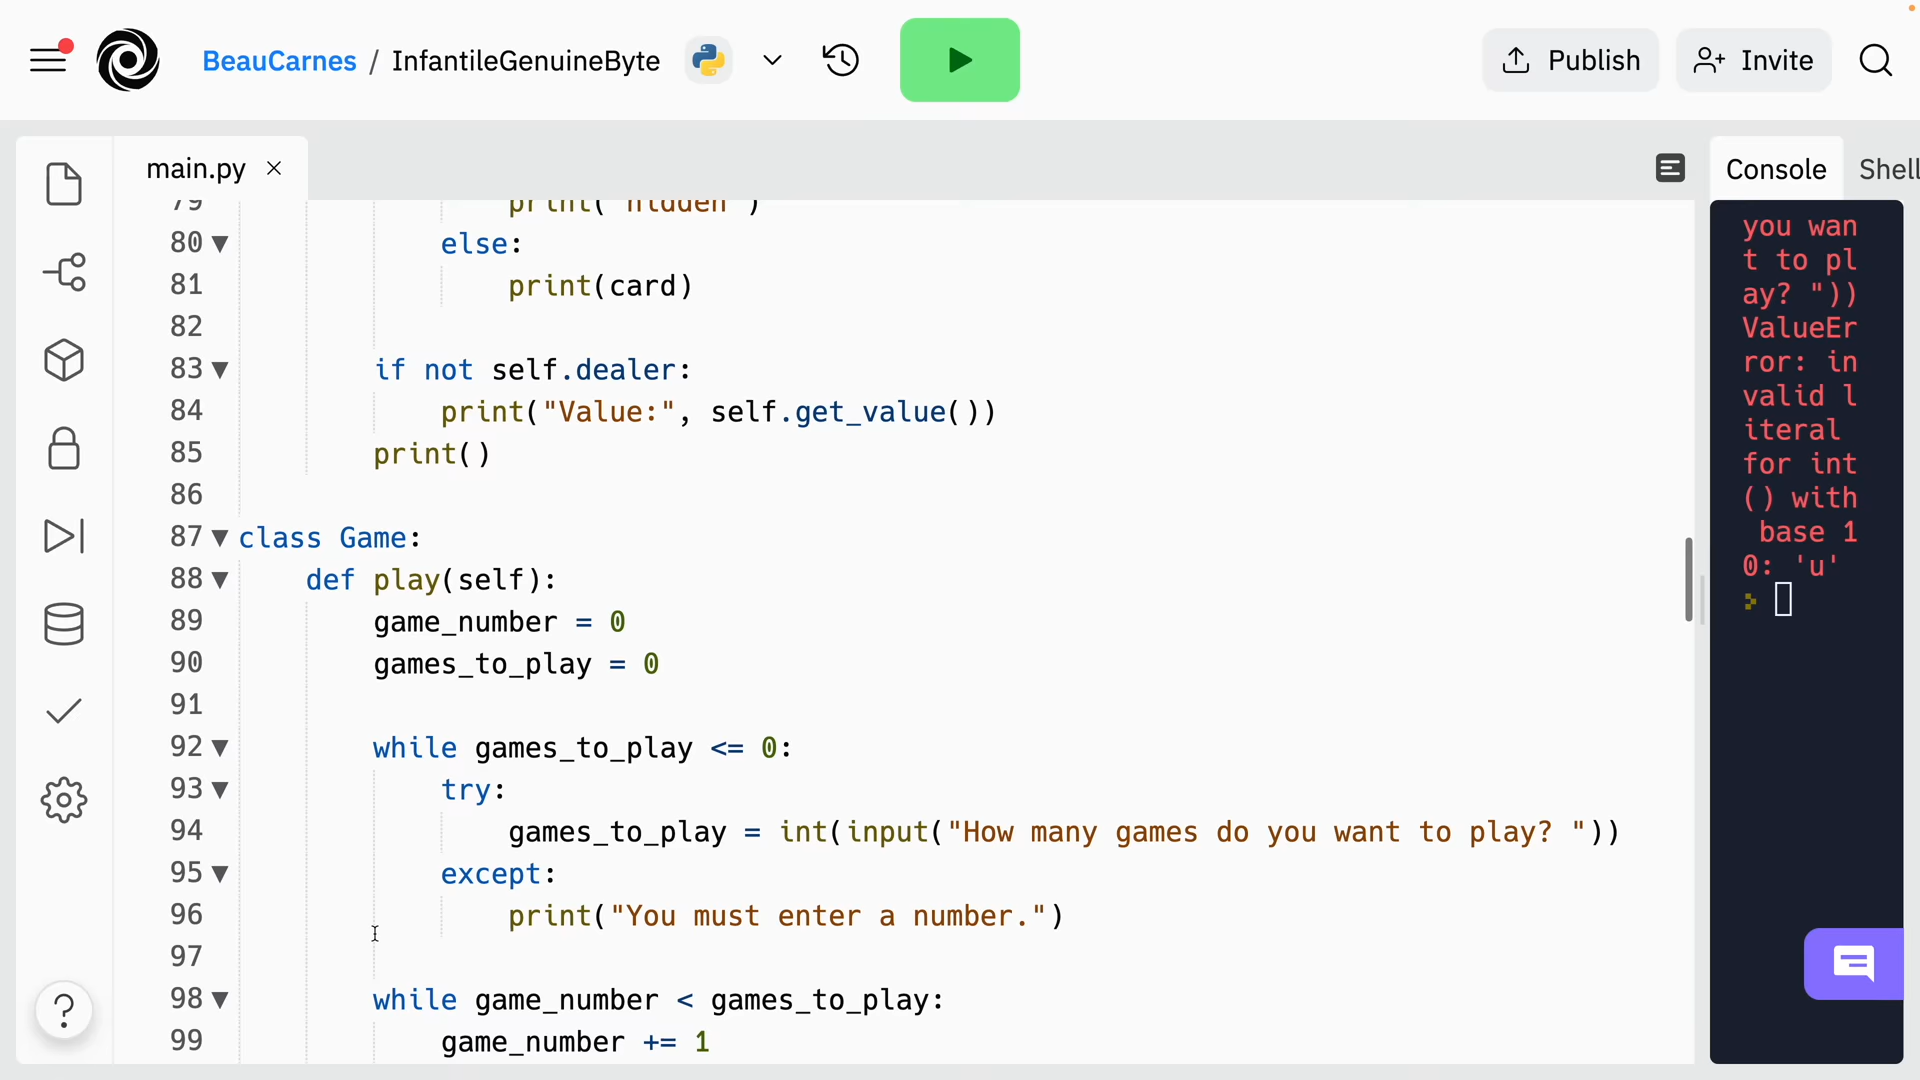 BeauCarnes / InfantileGenuineByte
Publish
Invite
main.py
Console
Shell
79 print("hidden")
80 else:
81 print(card)
82
83 if not self.dealer:
84 print("Value:", self.get_value())
85 print()
86
87 class Game:
88 def play(self):
89 game_number = 0
90 games_to_play = 0
91
92 while games_to_play <= 0:
93 try:
94 games_to_play = int(input("How many games do you want to play? "))
95 except:
96 print("You must enter a number.")
97
98 while game_number < games_to_play:
99 game_number += 1
you wan
t to pl
ay? "))
ValueEr
ror: in
valid l
iteral
for int
() with
base 1
0: 'u'
?